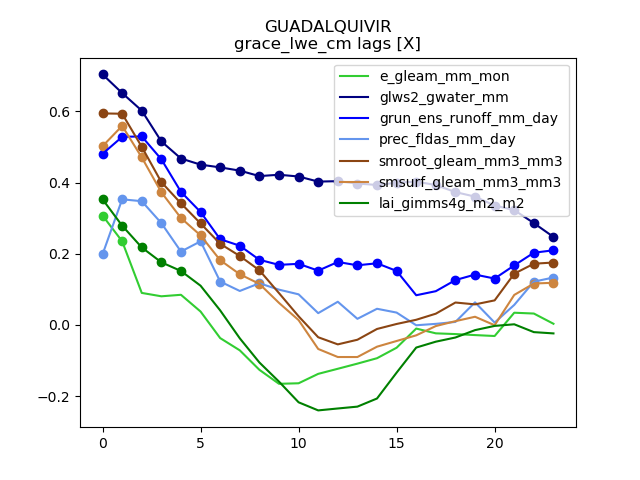 GUADALQUIVIR
grace_lwe_cm lags [X]
e_gleam_mm_mon
glws2_gwater_mm
grun_ens_runoff_mm_day
prec_fldas_mm_day
smroot_gleam_mm3_mm3
smsurf_gleam_mm3_mm3
lai_gimms4g_m2_m2
0.6
0.4
0.2
0.0
−0.2
0
5
10
15
20